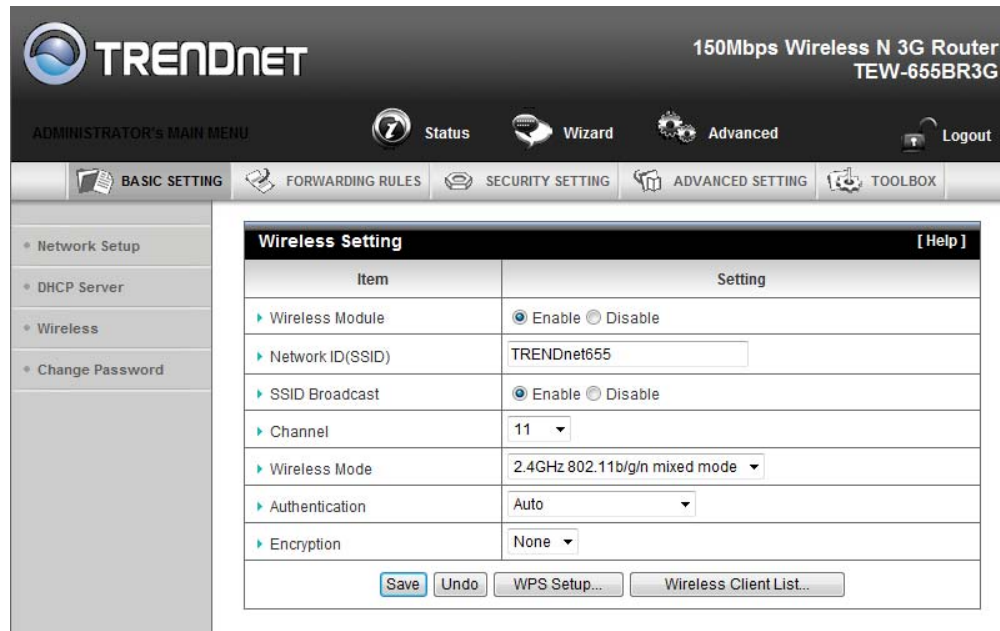 TRENDNET
150Mbps Wireless N 3G Router
TEW-655BR3G
ADMINISTRATOR's MAIN MENU
Status
Wizard
Advanced
Logout
BASIC SETTING
FORWARDING RULES
SECURITY SETTING
ADVANCED SETTING
TOOLBOX
Network Setup
DHCP Server
Wireless
Change Password
Wireless Setting [ Help ]
Item Setting
Wireless Module Enable Disable
Network ID(SSID) TRENDnet655
SSID Broadcast Enable Disable
Channel 11
Wireless Mode 2.4GHz 802.11b/g/n mixed mode
Authentication Auto
Encryption None
Save Undo WPS Setup... Wireless Client List...